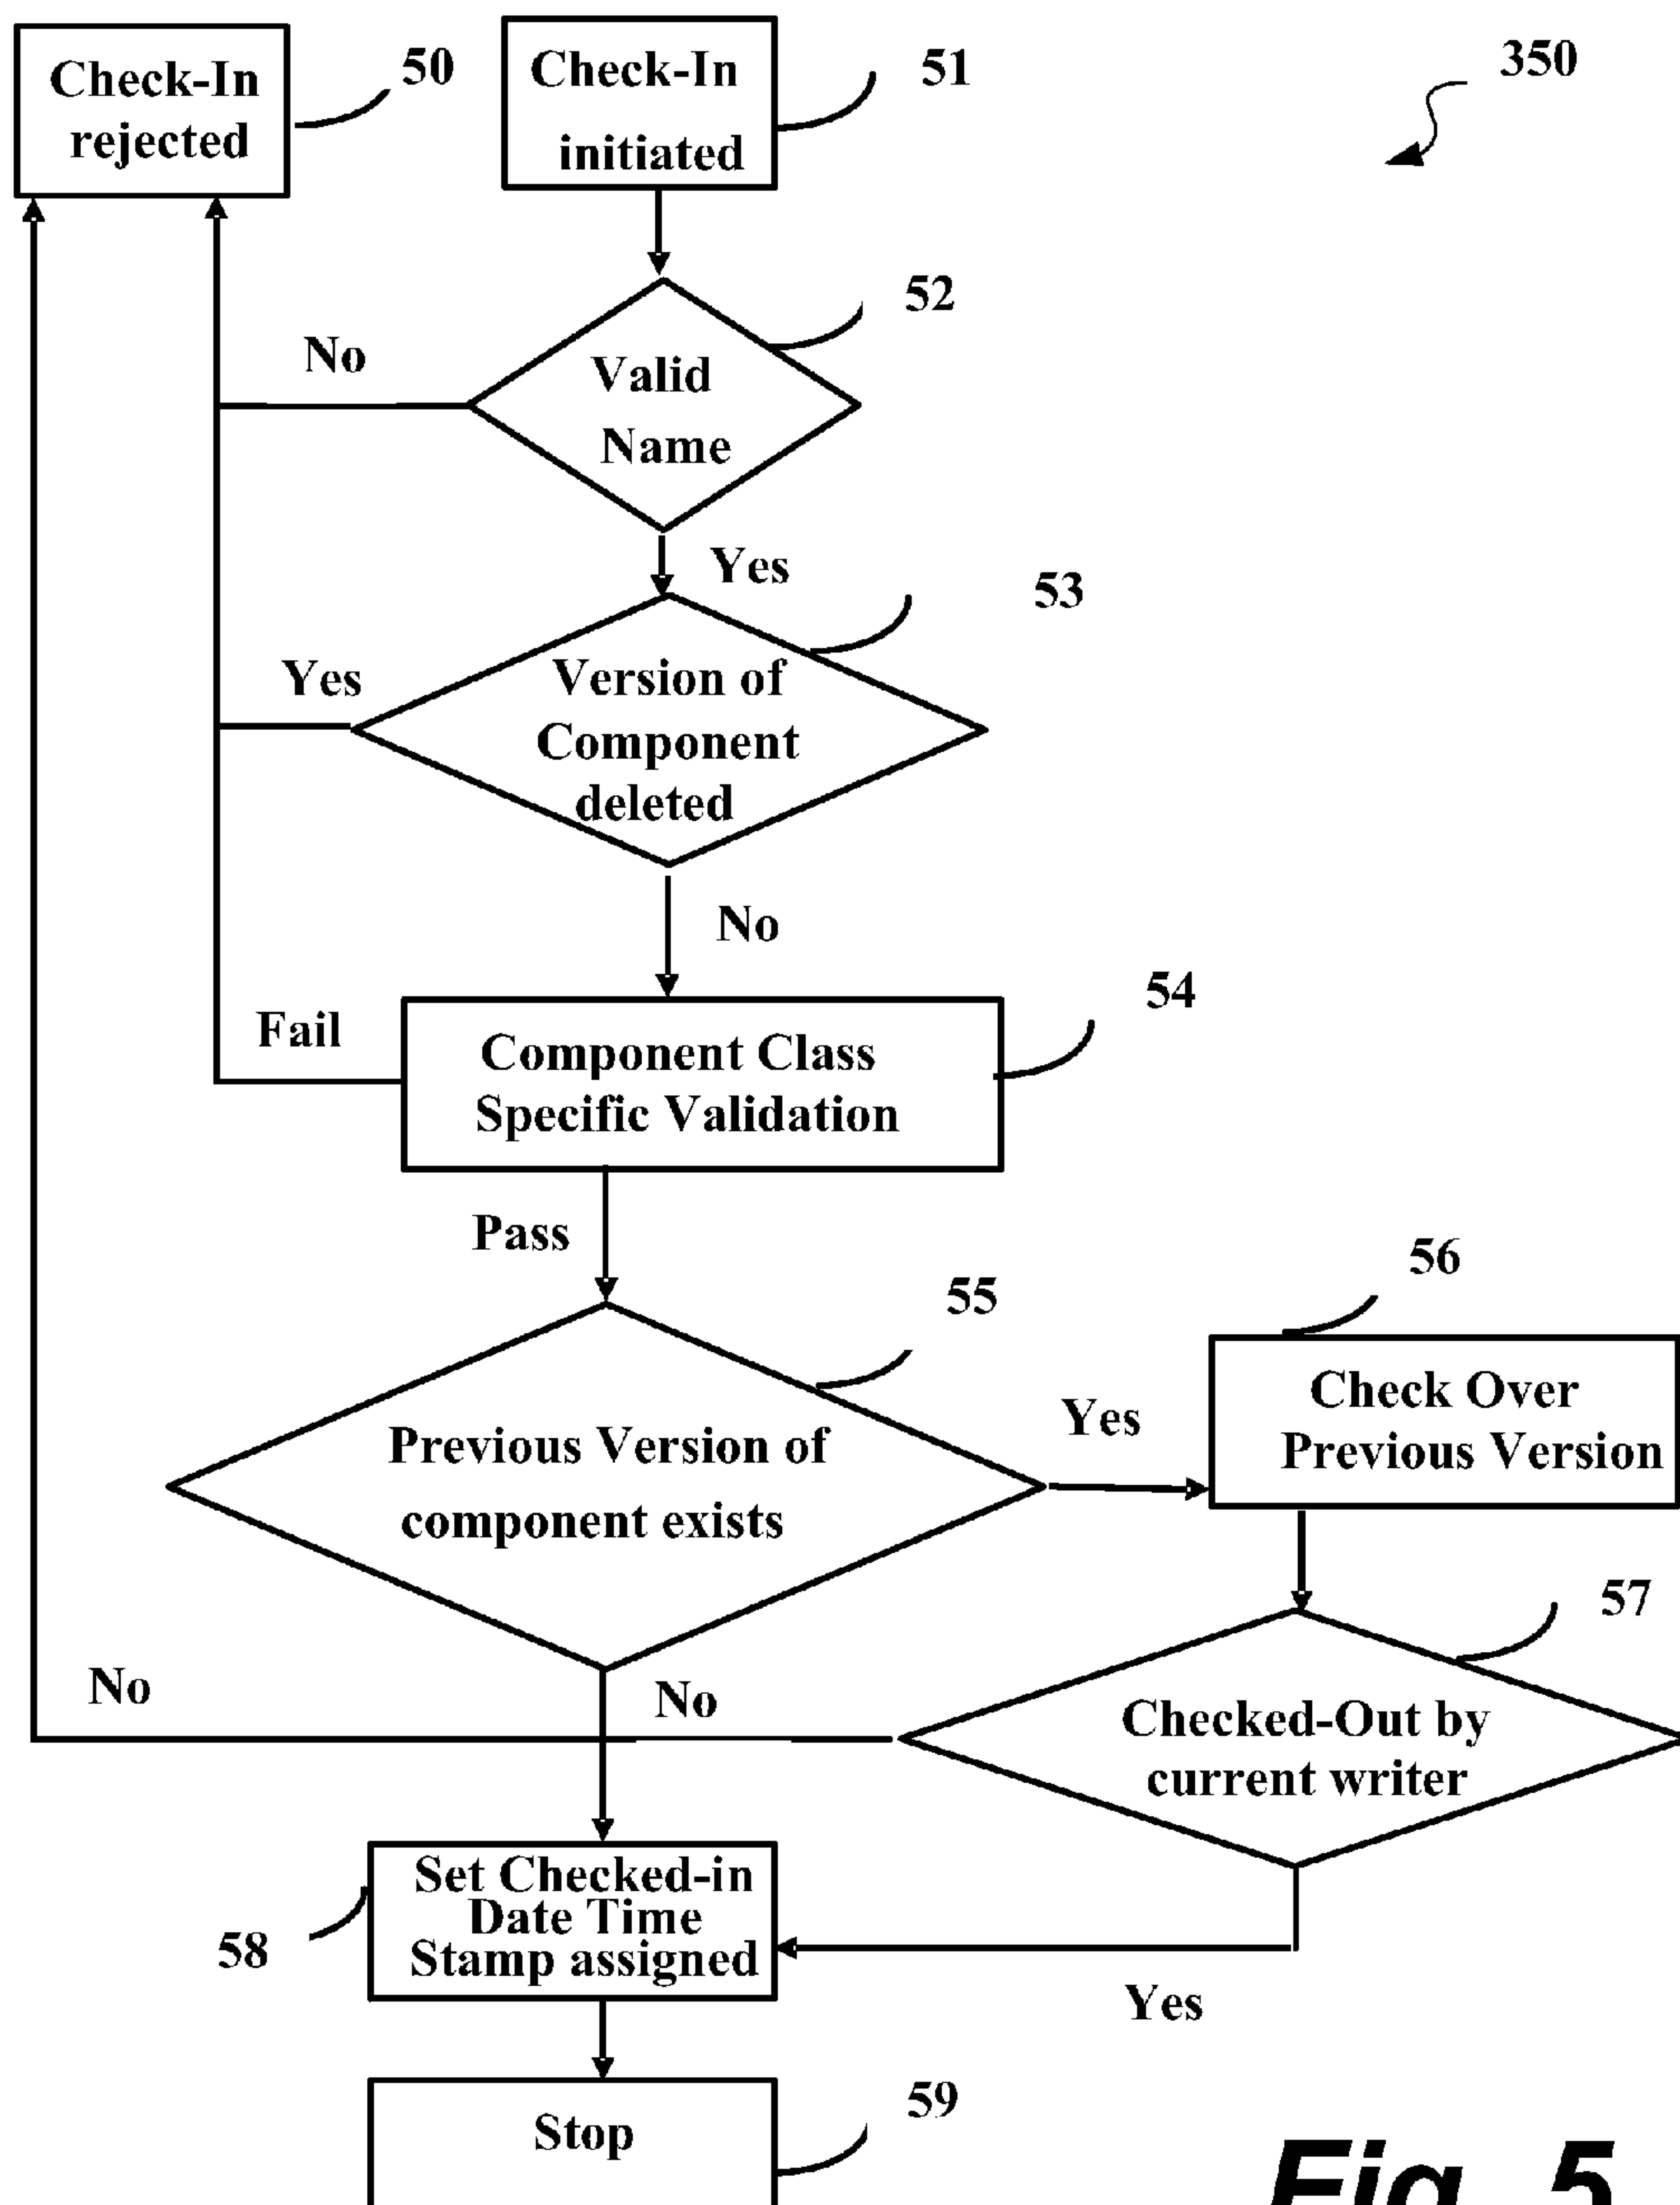 Check-In
rejected
50
Check-In
initiated
51
350
52
Valid
Name
No
Yes
53
Version of
Component
deleted
Yes
No
54
Component Class
Specific Validation
Fail
Pass
55
Previous Version of
component exists
Yes
56
Check Over
Previous Version
57
Checked-Out by
current writer
No
No
Set Checked-in
Date Time
Stamp assigned
58
Yes
Stop
59
Fig. 5